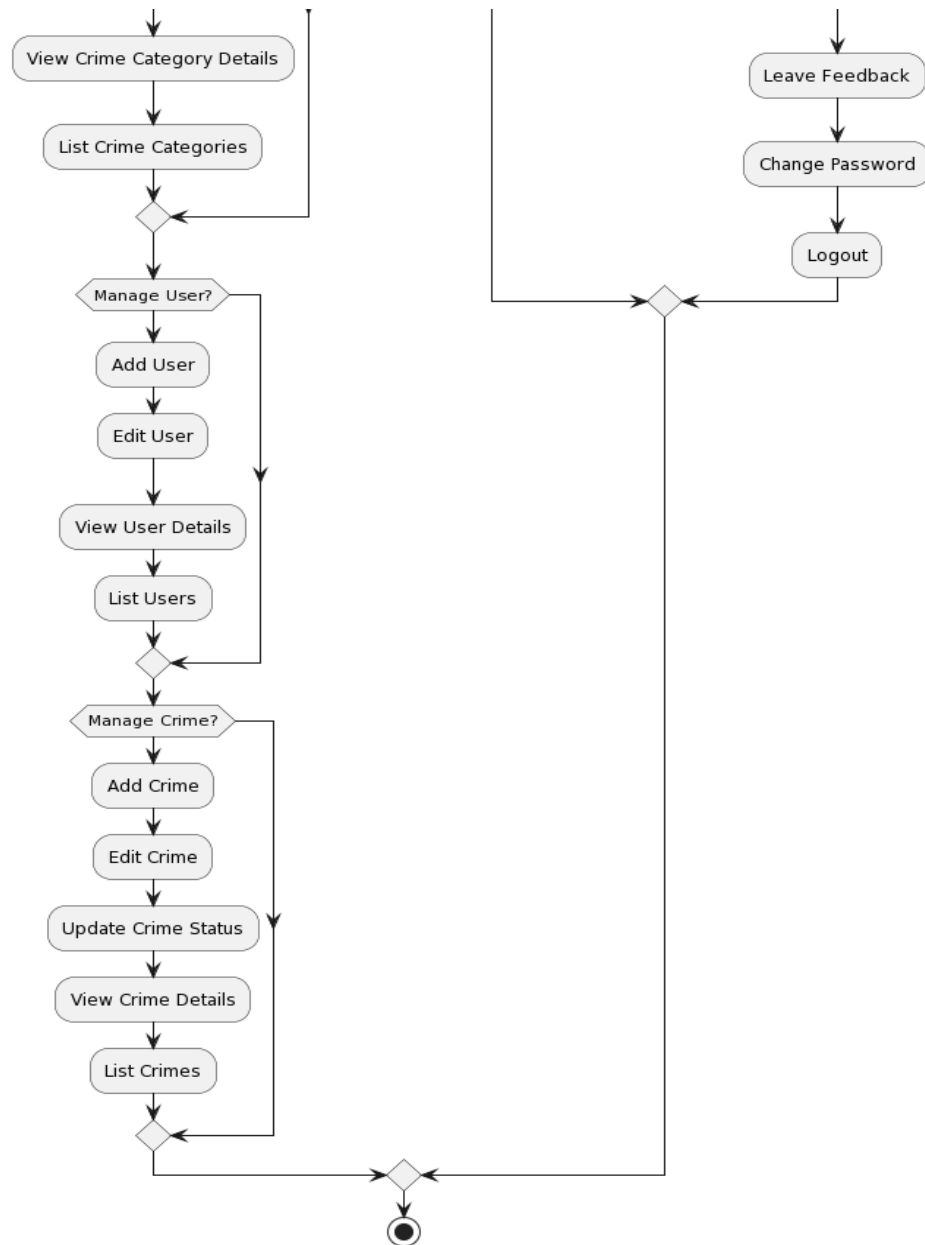 View Crime Category Details
List Crime Categories
Manage User?
Add User
Edit User
View User Details
List Users
Manage Crime?
Add Crime
Edit Crime
Update Crime Status
View Crime Details
List Crimes
Leave Feedback
Change Password
Logout